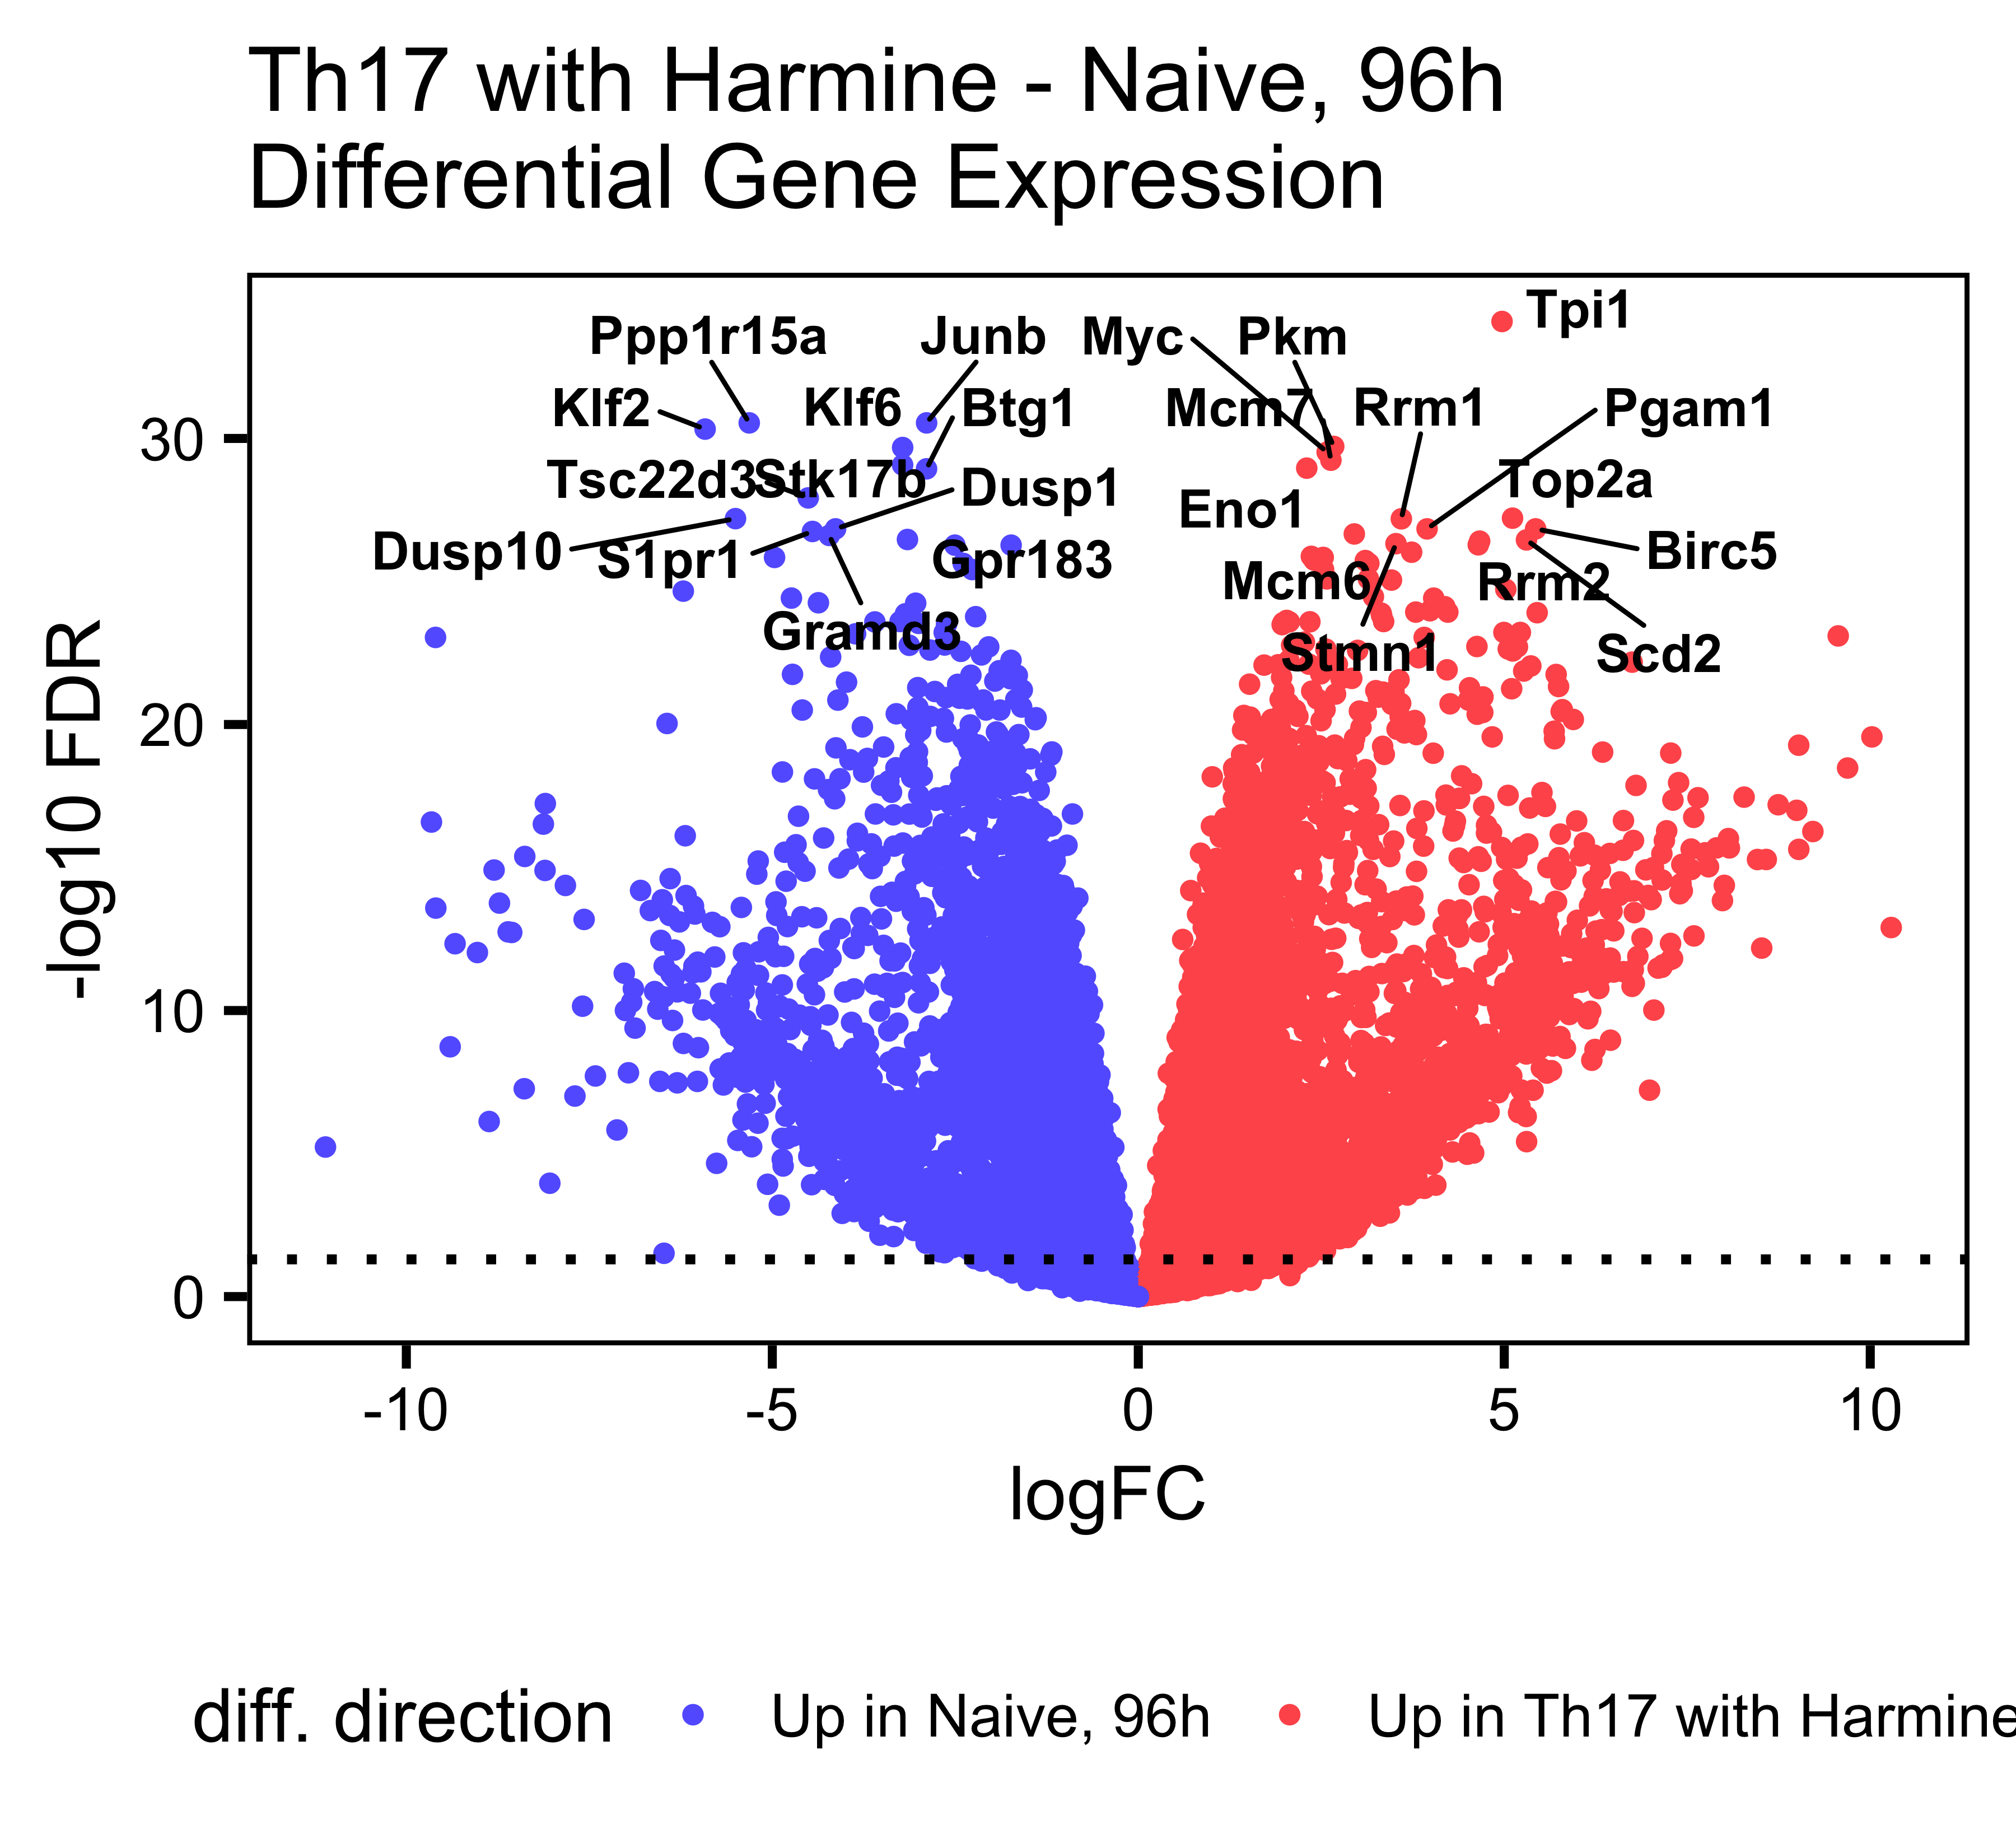 Th17 with Harmine - Naive, 96h
Differential Gene Expression
Tpi1
Ppp1r15a
Junb
Myc
Pkm
Klf2
Klf6
Btg1
Mcm7
Rrm1
Pgam1
Tsc22d3
Stk17b
Dusp1
Eno1
Top2a
Dusp10
S1pr1
Gpr183
Mcm6
Rrm2
Birc5
Gramd3
Stmn1
Scd2
30
20
10
0
-log10 FDR
-10
-5
0
5
10
logFC
diff. direction
Up in Naive, 96h
Up in Th17 with Harmine